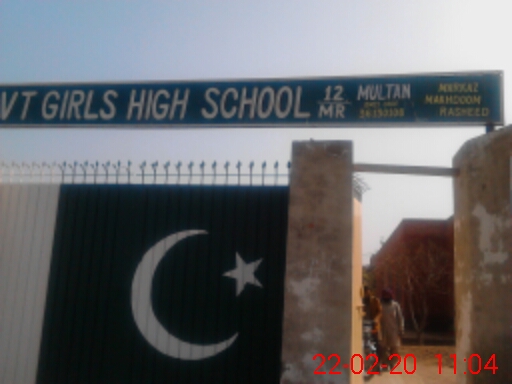 VT GIRLS HIGH SCHOOL 12/MR MULTAN
MARKAZ
MAKHDOOM
RASHEED
22-02-20 11:04